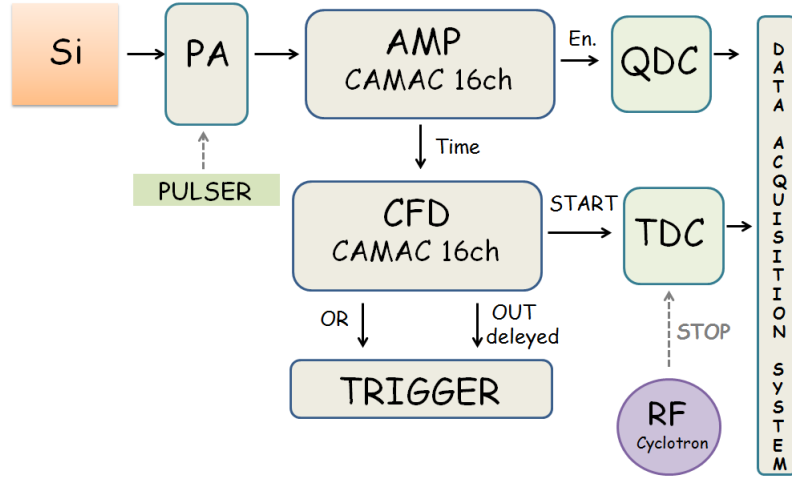 Si
PA
AMP
CAMAC 16ch
En.
QDC
Time
PULSER
CFD
CAMAC 16ch
START
TDC
OR
OUT
deleyed
STOP
TRIGGER
RF
Cyclotron
DATA ACQUISITION SYSTEM